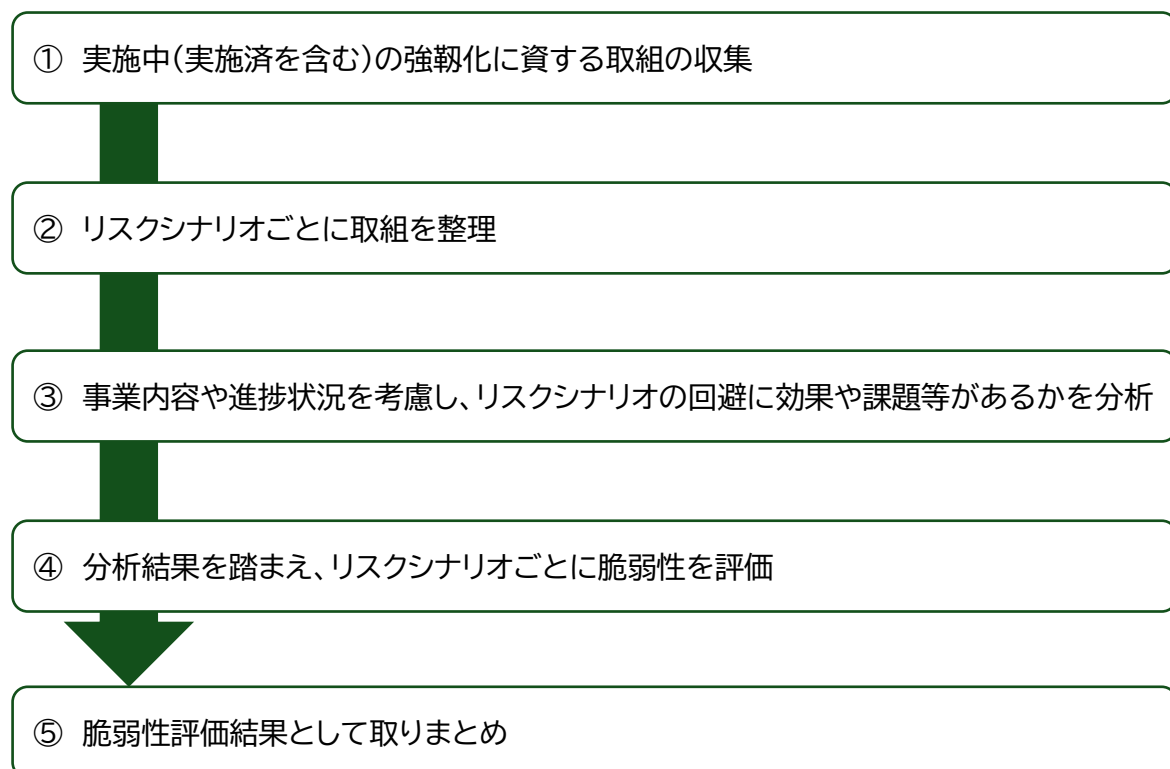 ① 実施中(実施済を含む)の強靱化に資する取組の収集
② リスクシナリオごとに取組を整理
③ 事業内容や進捗状況を考慮し、リスクシナリオの回避に効果や課題等があるかを分析
④ 分析結果を踏まえ、リスクシナリオごとに脆弱性を評価
⑤ 脆弱性評価結果として取りまとめ